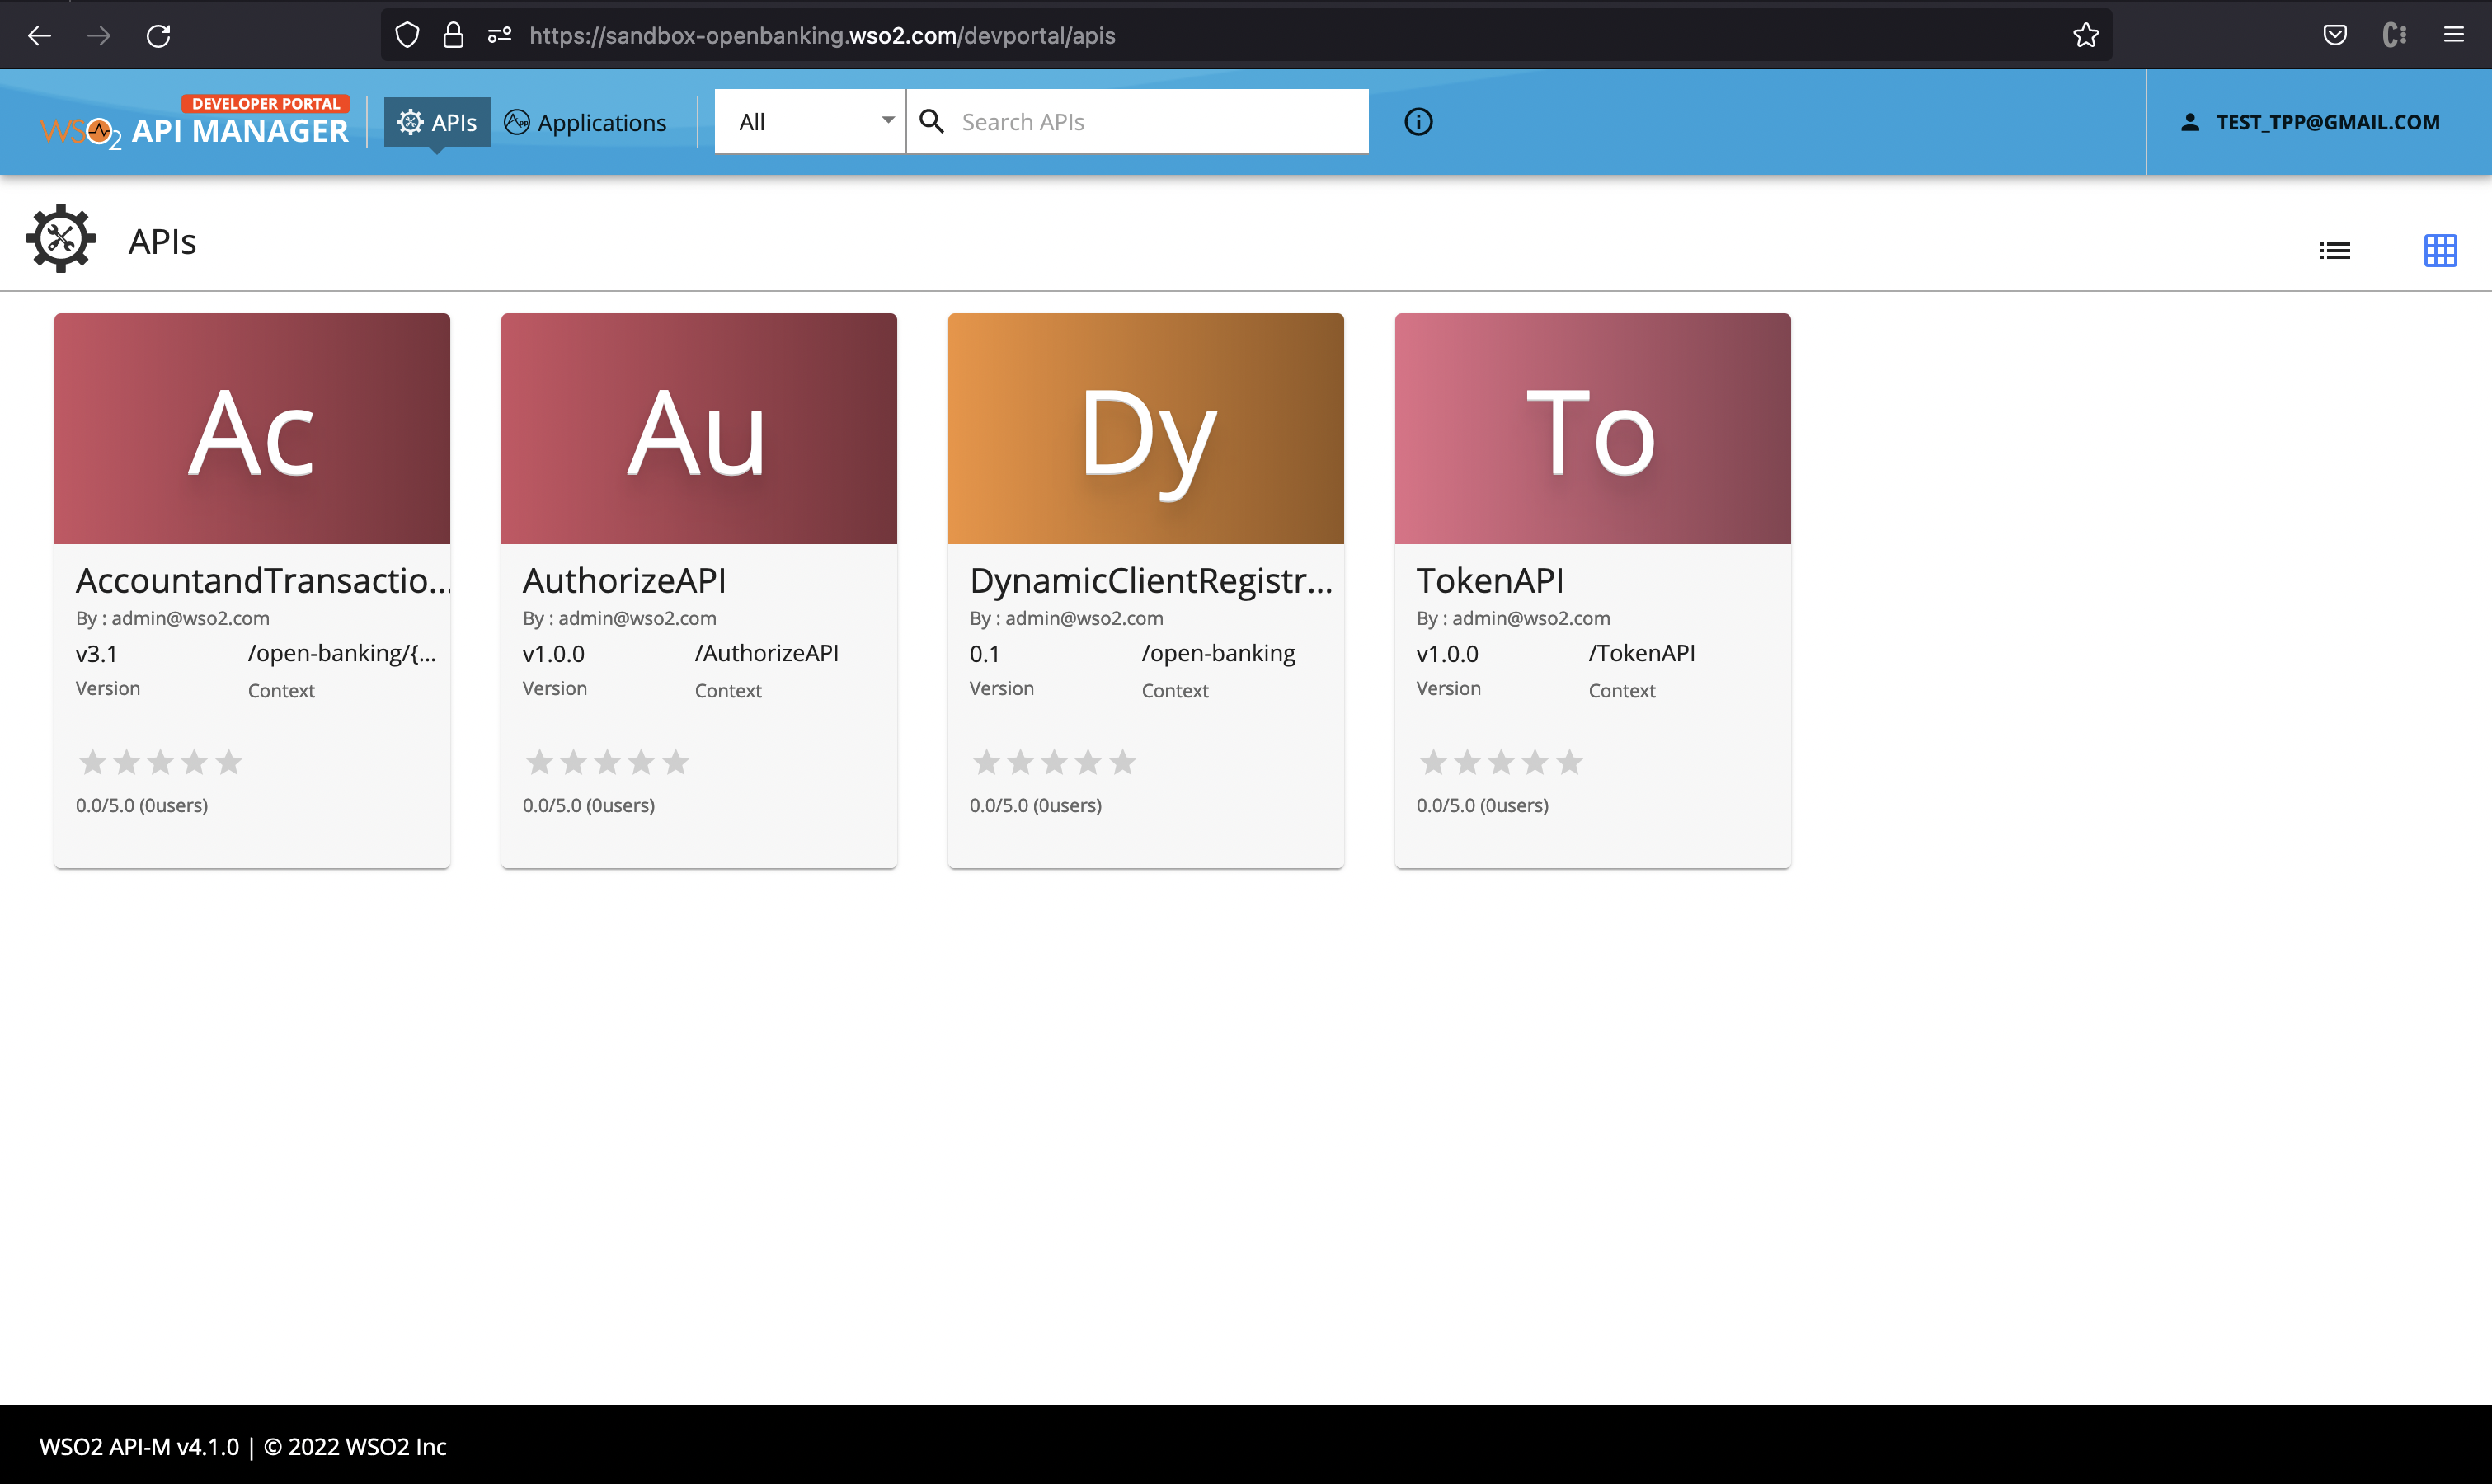 https://sandbox-openbanking.wso2.com/devportal/apis
DEVELOPER PORTAL
WSO2 API MANAGER
APIs
Applications
All
Search APIs
TEST_TPP@GMAIL.COM
APIs
Ac
AccountandTransactio...
By : admin@wso2.com
v3.1 /open-banking/{...
Version Context
0.0/5.0 (0users)
Au
AuthorizeAPI
By : admin@wso2.com
v1.0.0 /AuthorizeAPI
Version Context
0.0/5.0 (0users)
Dy
DynamicClientRegistr...
By : admin@wso2.com
0.1 /open-banking
Version Context
0.0/5.0 (0users)
To
TokenAPI
By : admin@wso2.com
v1.0.0 /TokenAPI
Version Context
0.0/5.0 (0users)
WSO2 API-M v4.1.0 | © 2022 WSO2 Inc